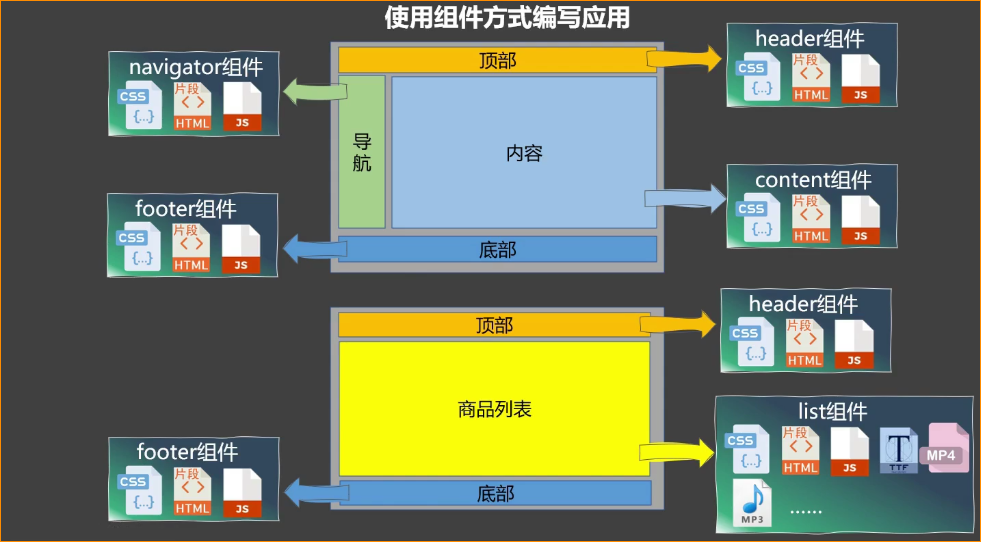 使用组件方式编写应用
navigator组件
CSS
{...}
片段
< >
HTML
JS
顶部
导
航
内容
底部
header组件
CSS
{...}
片段
< >
HTML
JS
footer组件
CSS
{...}
片段
< >
HTML
JS
content组件
CSS
{...}
片段
< >
HTML
JS
顶部
商品列表
底部
header组件
CSS
{...}
片段
< >
HTML
JS
footer组件
CSS
{...}
片段
< >
HTML
JS
list组件
CSS
{...}
片段
< >
HTML
JS
T
TTF
MP4
MP3
......